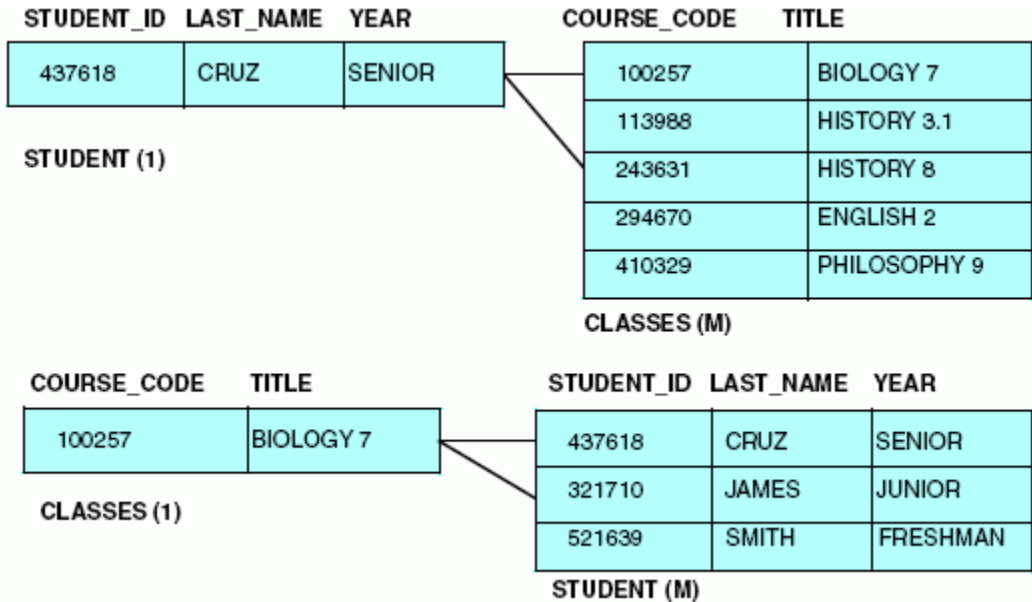 STUDENT_ID LAST_NAME YEAR COURSE_CODE TITLE
437618 CRUZ SENIOR 100257 BIOLOGY 7
113988 HISTORY 3.1
STUDENT (1)
243631 HISTORY 8
294670 ENGLISH 2
410329 PHILOSOPHY 9
CLASSES (M)
COURSE_CODE TITLE STUDENT_ID LAST_NAME YEAR
100257 BIOLOGY 7 437618 CRUZ SENIOR
321710 JAMES JUNIOR
CLASSES (1)
521639 SMITH FRESHMAN
STUDENT (M)